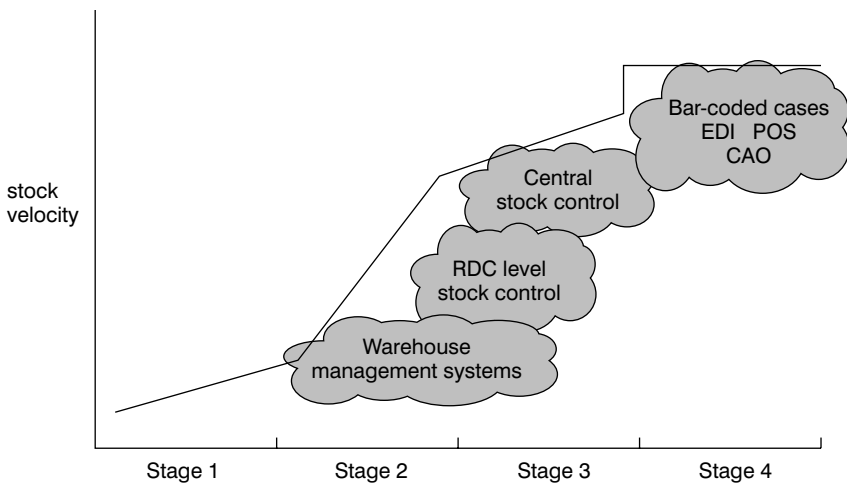 Bar-coded cases
EDI POS
CAO
Central
stock control
stock
velocity
RDC level
stock control
Warehouse
management systems
Stage 1 Stage 2 Stage 3 Stage 4